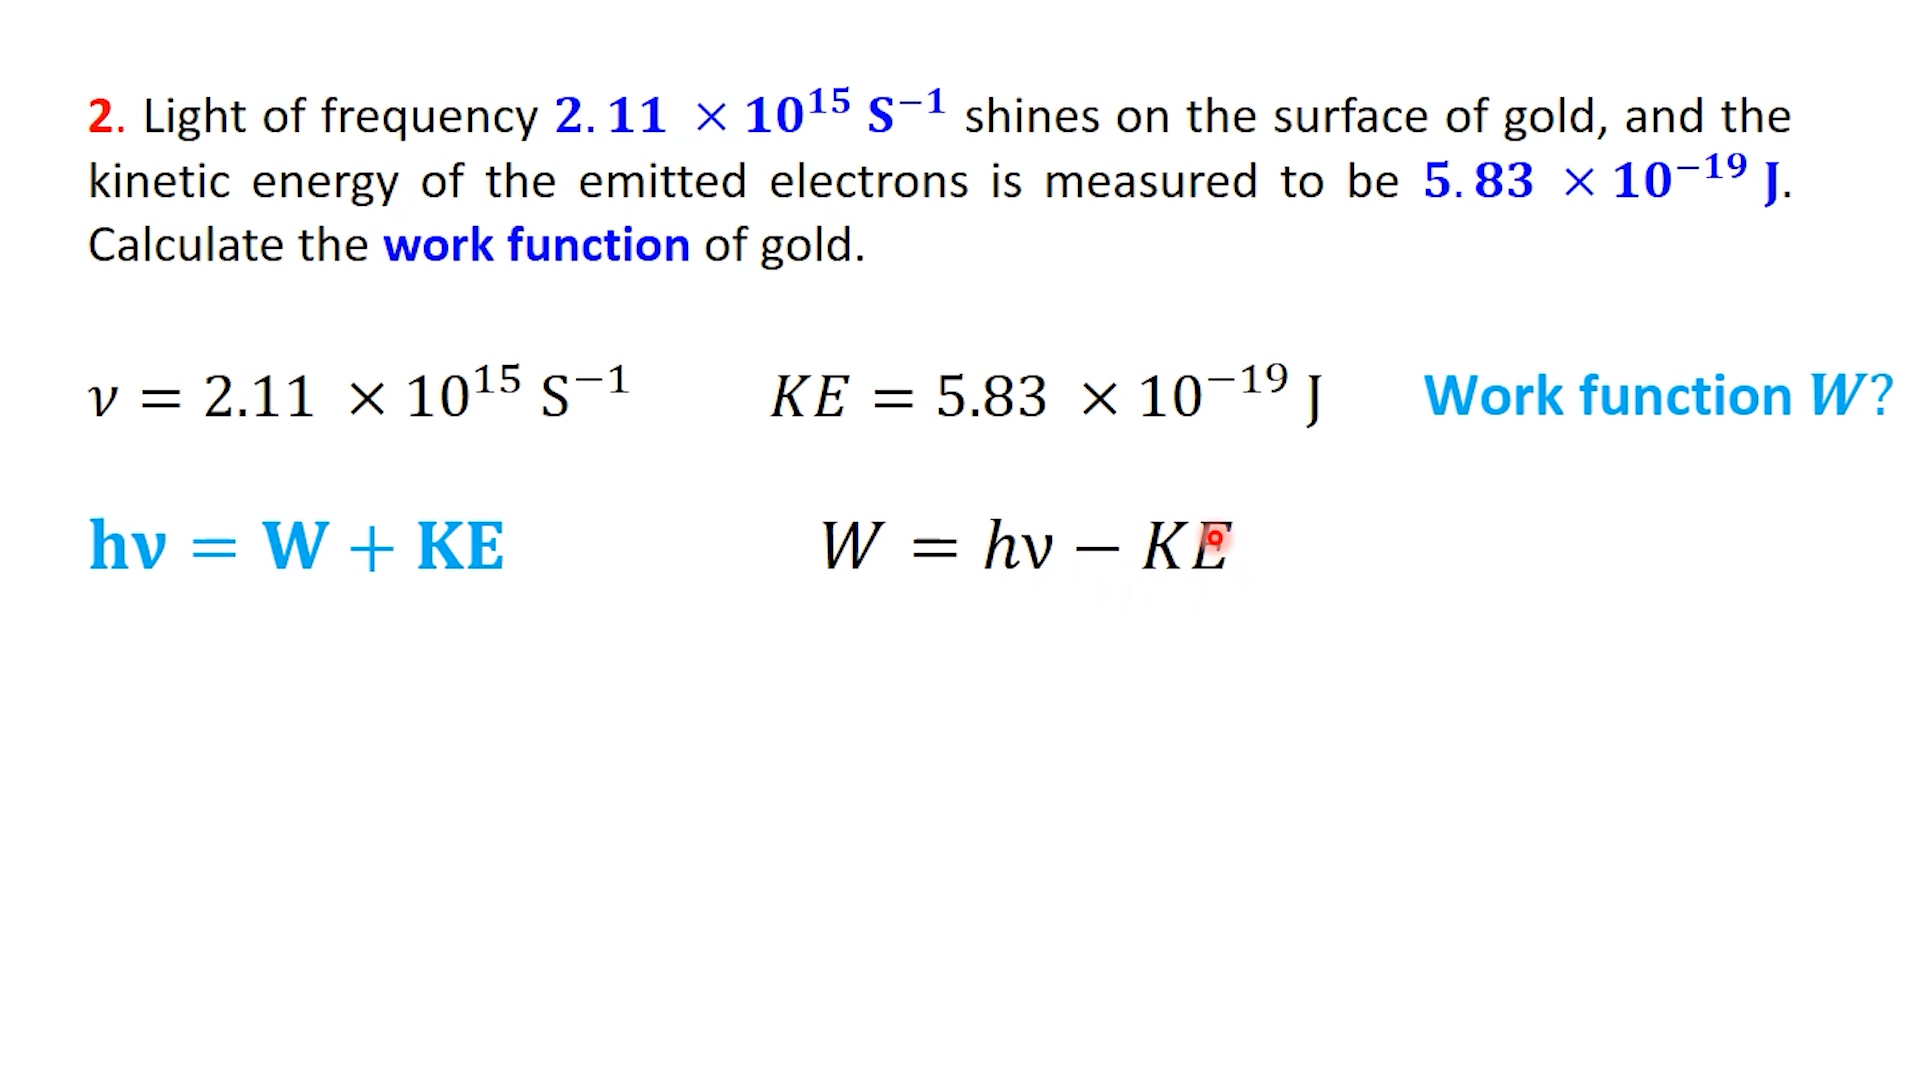 2. Light of frequency 2.11 × 10¹⁵ S⁻¹ shines on the surface of gold, and the
kinetic energy of the emitted electrons is measured to be 5.83 × 10⁻¹⁹ J.
Calculate the work function of gold.
ν = 2.11 × 10¹⁵ S⁻¹ KE = 5.83 × 10⁻¹⁹ J Work function W?
hν = W + KE W = hν − KE